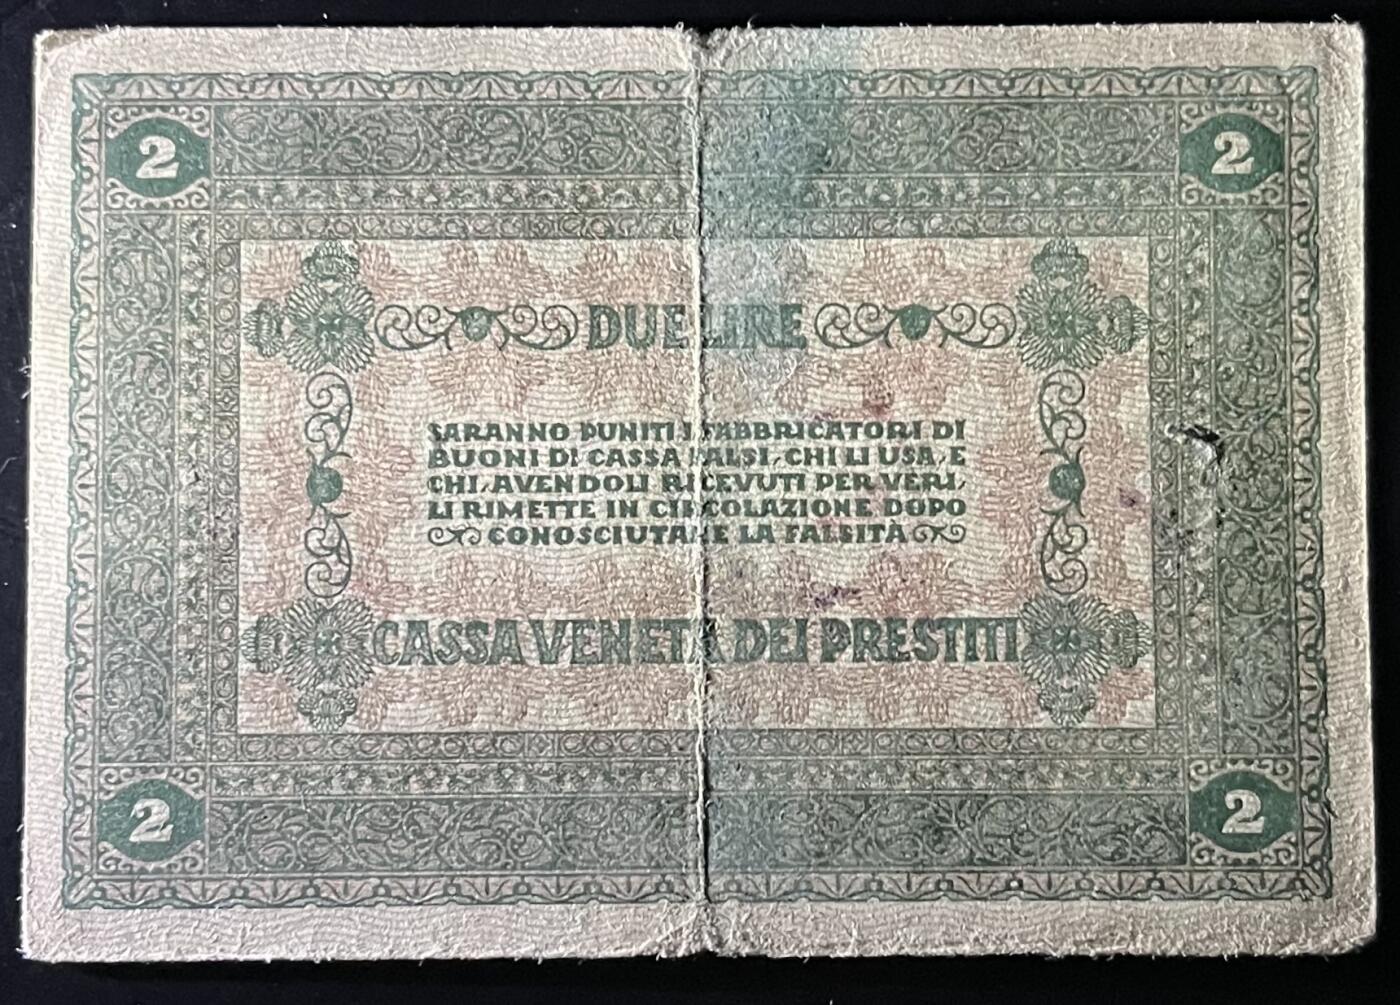 2 2
DUE LIRE
SARANNO PUNITI I FABBRICATORI DI
BUONI DI CASSA FALSI, CHI LI USA, E
CHI, AVENDOLI RICEVUTI PER VERI,
LI RIMETTE IN CIRCOLAZIONE DOPO
CONOSCIUTANE LA FALSITÀ
CASSA VENETA DEI PRESTITI
2 2